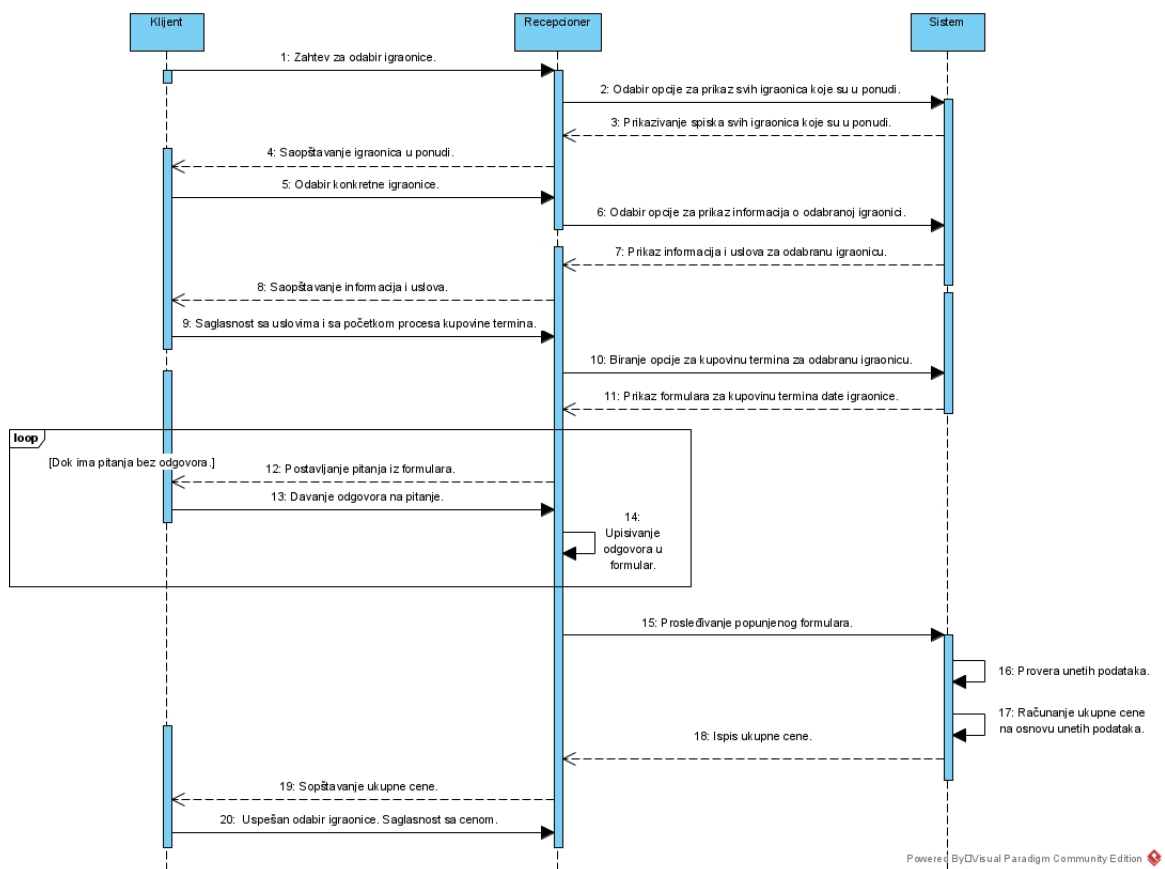 Klijent
Recepcioner
Sistem
1: Zahtev za odabir igraonice.
2: Odabir opcije za prikaz svih igraonica koje su u ponudi.
3: Prikazivanje spiska svih igraonica koje su u ponudi.
4: Saopštavanje igraonica u ponudi.
5: Odabir konkretne igraonice.
6: Odabir opcije za prikaz informacija o odabranoj igraonici.
7: Prikaz informacija i uslova za odabranu igraonicu.
8: Saopštavanje informacija i uslova.
9: Saglasnost sa uslovima i sa početkom procesa kupovine termina.
10: Biranje opcije za kupovinu termina za odabranu igraonicu.
11: Prikaz formulara za kupovinu termina date igraonice.
loop
[Dok ima pitanja bez odgovora.]
12: Postavljanje pitanja iz formulara.
13: Davanje odgovora na pitanje.
14:
Upisivanje
odgovora u
formular.
15: Prosleđivanje popunjenog formulara.
16: Provera unetih podataka.
17: Računanje ukupne cene
na osnovu unetih podataka.
18: Ispis ukupne cene.
19: Sopštavanje ukupne cene.
20: Uspešan odabir igraonice. Saglasnost sa cenom.
Powered By□Visual Paradigm Community Edition